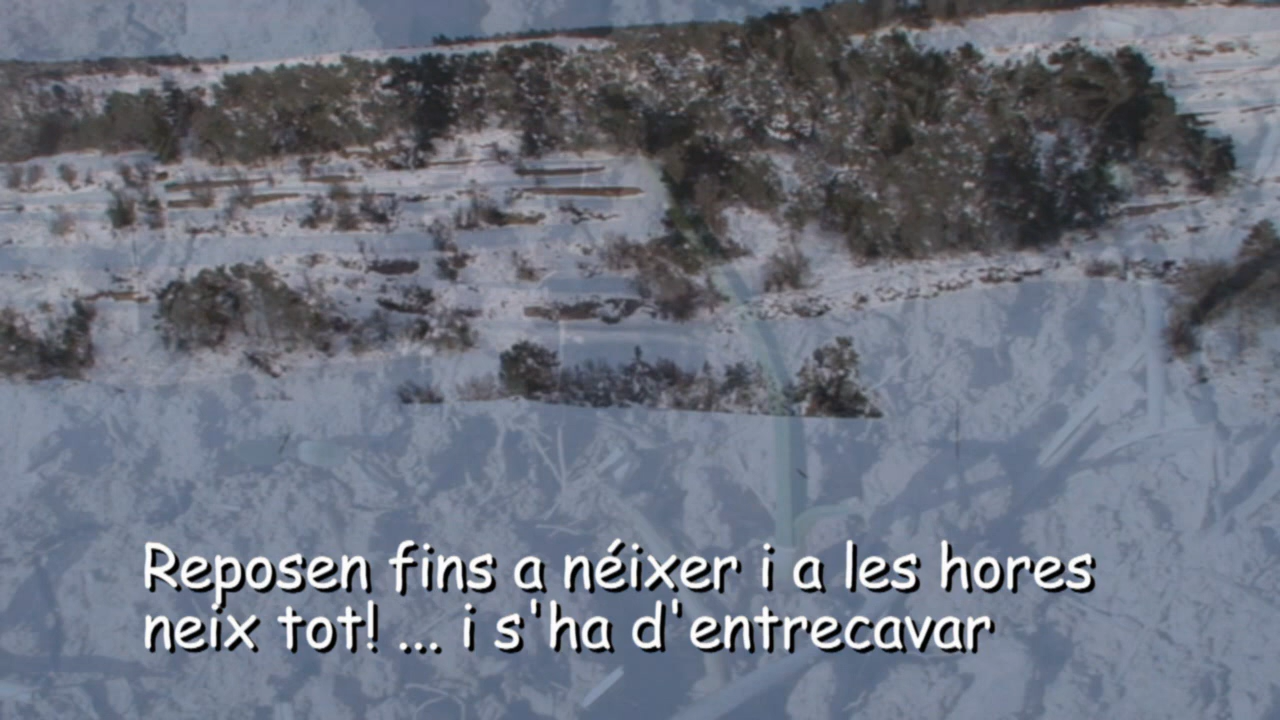 Reposen fins a néixer i a les hores
neix tot! ... i s'ha d'entrecavar